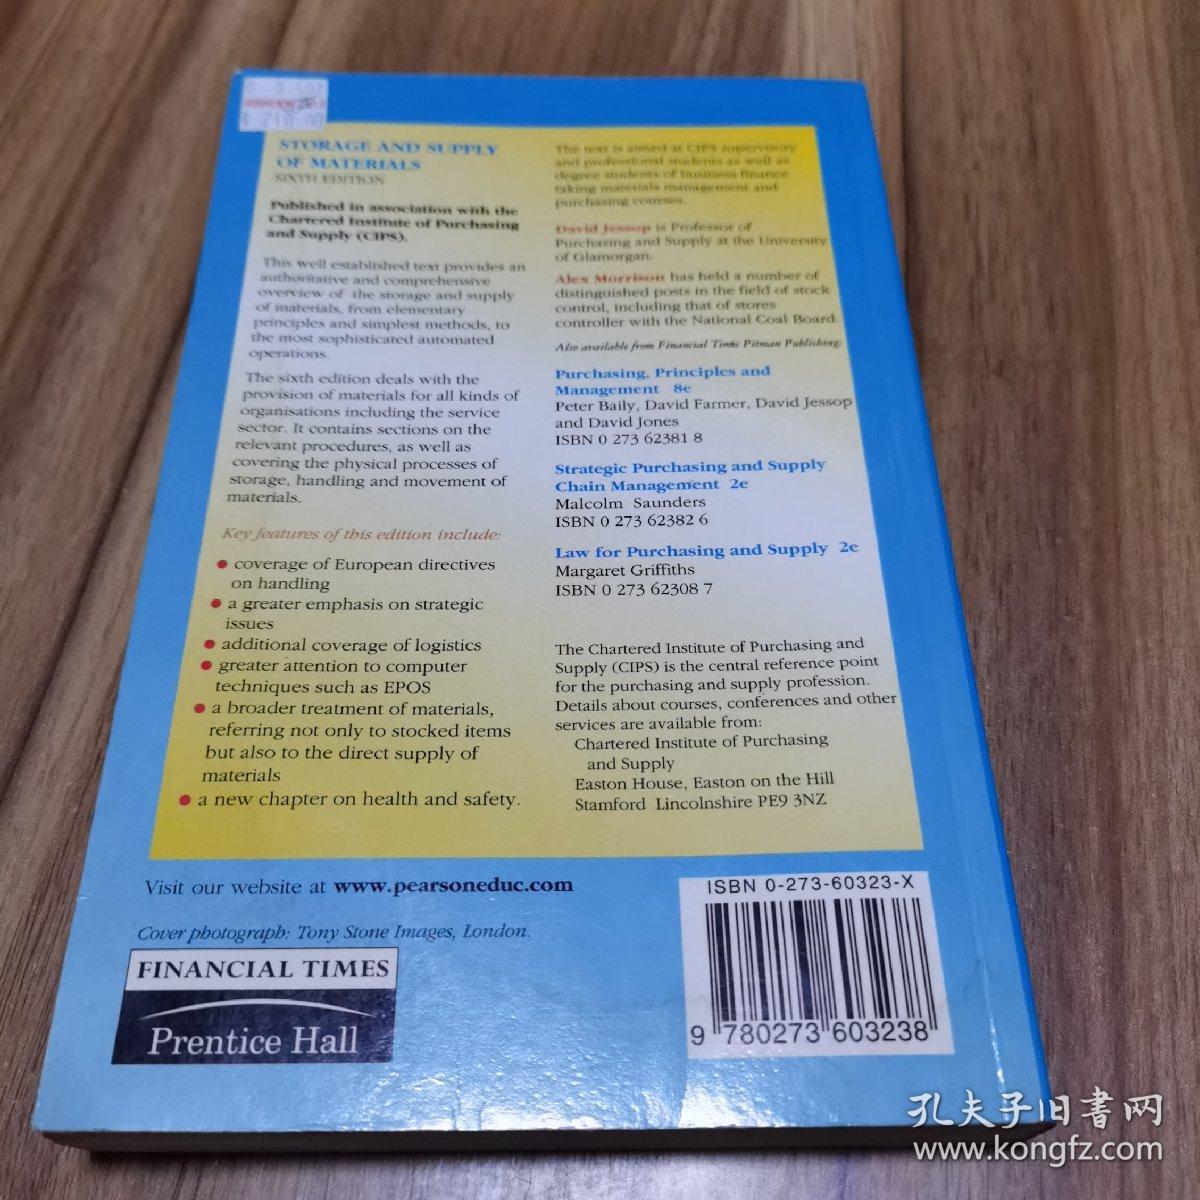 STORAGE AND SUPPLY
OF MATERIALS
SIXTH EDITION
Published in association with the
Chartered Institute of Purchasing
and Supply (CIPS).
This well established text provides an
authoritative and comprehensive
overview of the storage and supply
of materials, from elementary
principles and simplest methods, to
the most sophisticated automated
operations.
The sixth edition deals with the
provision of materials for all kinds of
organisations including the service
sector. It contains sections on the
relevant procedures, as well as
covering the physical processes of
storage, handling and movement of
materials.
Key features of this edition include:
● coverage of European directives
on handling
● a greater emphasis on strategic
issues
● additional coverage of logistics
● greater attention to computer
techniques such as EPOS
● a broader treatment of materials,
referring not only to stocked items
but also to the direct supply of
materials
● a new chapter on health and safety.
The text is aimed at CIPS supervisory
and professional students as well as
degree students of business finance
taking materials management and
purchasing courses.
David Jessop is Professor of
Purchasing and Supply at the University
of Glamorgan.
Alex Morrison has held a number of
distinguished posts in the field of stock
control, including that of stores
controller with the National Coal Board.
Also available from Financial Times Pitman Publishing:
Purchasing, Principles and
Management 8e
Peter Baily, David Farmer, David Jessop
and David Jones
ISBN 0 273 62381 8
Strategic Purchasing and Supply
Chain Management 2e
Malcolm Saunders
ISBN 0 273 62382 6
Law for Purchasing and Supply 2e
Margaret Griffiths
ISBN 0 273 62308 7
The Chartered Institute of Purchasing and
Supply (CIPS) is the central reference point
for the purchasing and supply profession.
Details about courses, conferences and other
services are available from:
Chartered Institute of Purchasing
and Supply
Easton House, Easton on the Hill
Stamford Lincolnshire PE9 3NZ
Visit our website at www.pearsoneduc.com
Cover photograph: Tony Stone Images, London.
FINANCIAL TIMES
Prentice Hall
ISBN 0-273-60323-X
9 780273 603238
孔夫子旧書网
www.kongfz.com